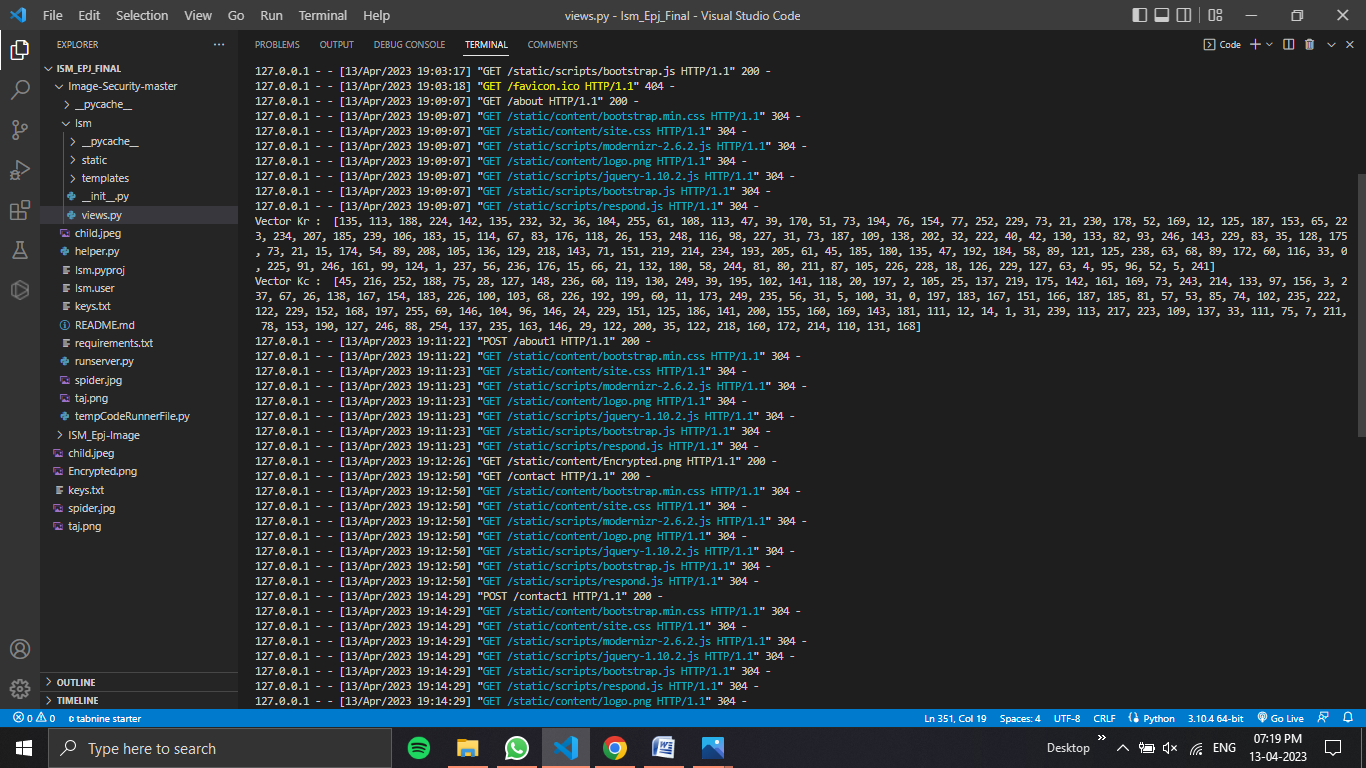 File Edit Selection View Go Run Terminal Help
views.py - Ism_Epj_Final - Visual Studio Code
EXPLORER
ISM_EPJ_FINAL
Image-Security-master
__pycache__
Ism
__pycache__
static
templates
__init__.py
views.py
child.jpeg
helper.py
Ism.pyproj
Ism.user
keys.txt
README.md
requirements.txt
runserver.py
spider.jpg
taj.png
tempCodeRunnerFile.py
ISM_Epj-Image
child.jpeg
Encrypted.png
keys.txt
spider.jpg
taj.png
OUTLINE
TIMELINE
PROBLEMS OUTPUT DEBUG CONSOLE TERMINAL COMMENTS
Code
127.0.0.1 - - [13/Apr/2023 19:03:17] "GET /static/scripts/bootstrap.js HTTP/1.1" 200 -
127.0.0.1 - - [13/Apr/2023 19:03:18] "GET /favicon.ico HTTP/1.1" 404 -
127.0.0.1 - - [13/Apr/2023 19:09:07] "GET /about HTTP/1.1" 200 -
127.0.0.1 - - [13/Apr/2023 19:09:07] "GET /static/content/bootstrap.min.css HTTP/1.1" 304 -
127.0.0.1 - - [13/Apr/2023 19:09:07] "GET /static/content/site.css HTTP/1.1" 304 -
127.0.0.1 - - [13/Apr/2023 19:09:07] "GET /static/scripts/modernizr-2.6.2.js HTTP/1.1" 304 -
127.0.0.1 - - [13/Apr/2023 19:09:07] "GET /static/content/logo.png HTTP/1.1" 304 -
127.0.0.1 - - [13/Apr/2023 19:09:07] "GET /static/scripts/jquery-1.10.2.js HTTP/1.1" 304 -
127.0.0.1 - - [13/Apr/2023 19:09:07] "GET /static/scripts/bootstrap.js HTTP/1.1" 304 -
127.0.0.1 - - [13/Apr/2023 19:09:07] "GET /static/scripts/respond.js HTTP/1.1" 304 -
Vector Kr :  [135, 113, 188, 224, 142, 135, 232, 32, 36, 104, 255, 61, 108, 113, 47, 39, 170, 51, 73, 194, 76, 154, 77, 252, 229, 73, 21, 230, 178, 52, 169, 12, 125, 187, 153, 65, 22
3, 234, 207, 185, 239, 106, 183, 15, 114, 67, 83, 176, 118, 26, 153, 248, 116, 98, 227, 31, 73, 187, 109, 138, 202, 32, 222, 40, 42, 130, 133, 82, 93, 246, 143, 229, 83, 35, 128, 175
, 73, 21, 15, 174, 54, 89, 208, 105, 136, 129, 218, 143, 71, 151, 219, 214, 234, 193, 205, 61, 45, 185, 180, 135, 47, 192, 184, 58, 89, 121, 125, 238, 63, 68, 89, 172, 60, 116, 33, 0
, 225, 91, 246, 161, 99, 124, 1, 237, 56, 236, 176, 15, 66, 21, 132, 180, 58, 244, 81, 80, 211, 87, 105, 226, 228, 18, 126, 229, 127, 63, 4, 95, 96, 52, 5, 241]
Vector Kc :  [45, 216, 252, 188, 75, 28, 127, 148, 236, 60, 119, 130, 249, 39, 195, 102, 141, 118, 20, 197, 2, 105, 25, 137, 219, 175, 142, 161, 169, 73, 243, 214, 133, 97, 156, 3, 2
37, 67, 26, 138, 167, 154, 183, 226, 100, 103, 68, 226, 192, 199, 60, 11, 173, 249, 235, 56, 31, 5, 100, 31, 0, 197, 183, 167, 151, 166, 187, 185, 81, 57, 53, 85, 74, 102, 235, 222,
122, 229, 152, 168, 197, 255, 69, 146, 104, 96, 146, 24, 229, 151, 125, 186, 141, 200, 155, 160, 169, 143, 181, 111, 12, 14, 1, 31, 239, 113, 217, 223, 109, 137, 33, 111, 75, 7, 211,
78, 153, 190, 127, 246, 88, 254, 137, 235, 163, 146, 29, 122, 200, 35, 122, 218, 160, 172, 214, 110, 131, 168]
127.0.0.1 - - [13/Apr/2023 19:11:22] "POST /about1 HTTP/1.1" 200 -
127.0.0.1 - - [13/Apr/2023 19:11:22] "GET /static/content/bootstrap.min.css HTTP/1.1" 304 -
127.0.0.1 - - [13/Apr/2023 19:11:23] "GET /static/content/site.css HTTP/1.1" 304 -
127.0.0.1 - - [13/Apr/2023 19:11:23] "GET /static/scripts/modernizr-2.6.2.js HTTP/1.1" 304 -
127.0.0.1 - - [13/Apr/2023 19:11:23] "GET /static/content/logo.png HTTP/1.1" 304 -
127.0.0.1 - - [13/Apr/2023 19:11:23] "GET /static/scripts/jquery-1.10.2.js HTTP/1.1" 304 -
127.0.0.1 - - [13/Apr/2023 19:11:23] "GET /static/scripts/bootstrap.js HTTP/1.1" 304 -
127.0.0.1 - - [13/Apr/2023 19:11:23] "GET /static/scripts/respond.js HTTP/1.1" 304 -
127.0.0.1 - - [13/Apr/2023 19:12:26] "GET /static/content/Encrypted.png HTTP/1.1" 200 -
127.0.0.1 - - [13/Apr/2023 19:12:50] "GET /contact HTTP/1.1" 200 -
127.0.0.1 - - [13/Apr/2023 19:12:50] "GET /static/content/bootstrap.min.css HTTP/1.1" 304 -
127.0.0.1 - - [13/Apr/2023 19:12:50] "GET /static/content/site.css HTTP/1.1" 304 -
127.0.0.1 - - [13/Apr/2023 19:12:50] "GET /static/scripts/modernizr-2.6.2.js HTTP/1.1" 304 -
127.0.0.1 - - [13/Apr/2023 19:12:50] "GET /static/content/logo.png HTTP/1.1" 304 -
127.0.0.1 - - [13/Apr/2023 19:12:50] "GET /static/scripts/jquery-1.10.2.js HTTP/1.1" 304 -
127.0.0.1 - - [13/Apr/2023 19:12:50] "GET /static/scripts/bootstrap.js HTTP/1.1" 304 -
127.0.0.1 - - [13/Apr/2023 19:12:50] "GET /static/scripts/respond.js HTTP/1.1" 304 -
127.0.0.1 - - [13/Apr/2023 19:14:29] "POST /contact1 HTTP/1.1" 200 -
127.0.0.1 - - [13/Apr/2023 19:14:29] "GET /static/content/bootstrap.min.css HTTP/1.1" 304 -
127.0.0.1 - - [13/Apr/2023 19:14:29] "GET /static/content/site.css HTTP/1.1" 304 -
127.0.0.1 - - [13/Apr/2023 19:14:29] "GET /static/scripts/modernizr-2.6.2.js HTTP/1.1" 304 -
127.0.0.1 - - [13/Apr/2023 19:14:29] "GET /static/scripts/jquery-1.10.2.js HTTP/1.1" 304 -
127.0.0.1 - - [13/Apr/2023 19:14:29] "GET /static/scripts/bootstrap.js HTTP/1.1" 304 -
127.0.0.1 - - [13/Apr/2023 19:14:29] "GET /static/scripts/respond.js HTTP/1.1" 304 -
127.0.0.1 - - [13/Apr/2023 19:14:29] "GET /static/content/logo.png HTTP/1.1" 304 -
0 0 tabnine starter
Ln 351, Col 19 Spaces: 4 UTF-8 CRLF Python 3.10.4 64-bit Go Live
Type here to search
Desktop
ENG
07:19 PM
13-04-2023